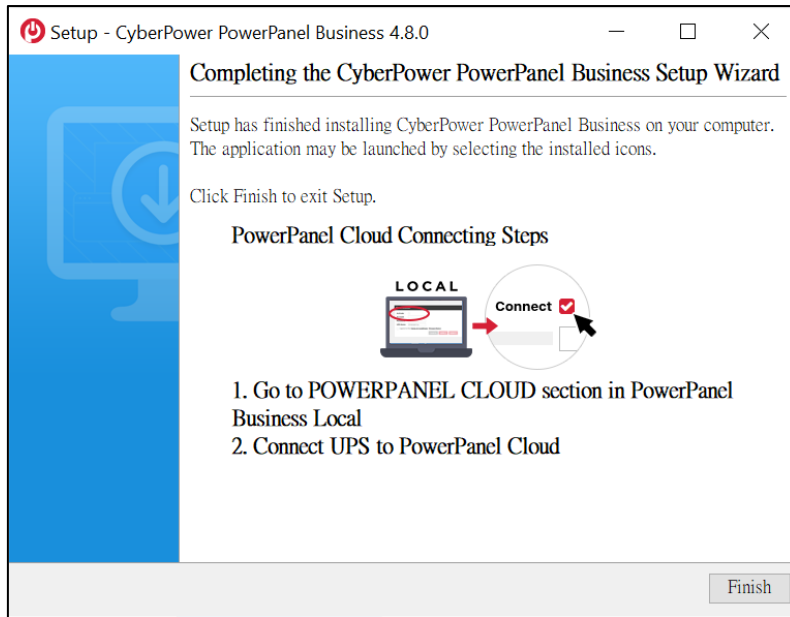 Setup - CyberPower PowerPanel Business 4.8.0
Completing the CyberPower PowerPanel Business Setup Wizard
Setup has finished installing CyberPower PowerPanel Business on your computer.
The application may be launched by selecting the installed icons.
Click Finish to exit Setup.
PowerPanel Cloud Connecting Steps
LOCAL
Connect
1. Go to POWERPANEL CLOUD section in PowerPanel
Business Local
2. Connect UPS to PowerPanel Cloud
Finish